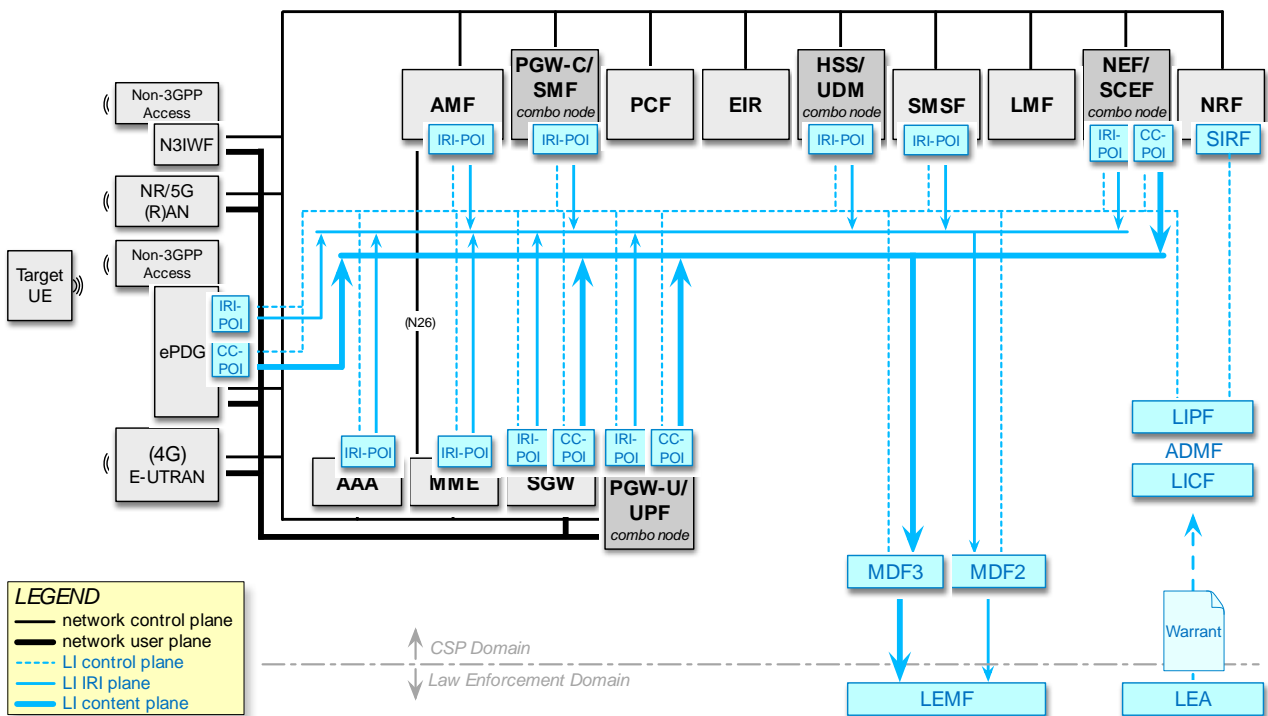 Non-3GPP
Access
N3IWF
NR/5G
(R)AN
Non-3GPP
Access
Target
UE
ePDG
IRI-
POI
CC-
POI
(4G)
E-UTRAN
AMF
IRI-POI
PGW-C/
SMF
combo node
IRI-POI
PCF
EIR
HSS/
UDM
combo node
IRI-POI
SMSF
IRI-POI
LMF
NEF/
SCEF
combo node
IRI-
POI
CC-
POI
NRF
SIRF
(N26)
IRI-POI
AAA
IRI-POI
MME
IRI-
POI
CC-
POI
SGW
IRI-
POI
CC-
POI
PGW-U/
UPF
combo node
LIPF
ADMF
LICF
MDF3
MDF2
Warrant
LEMF
LEA
CSP Domain
Law Enforcement Domain
LEGEND
network control plane
network user plane
LI control plane
LI IRI plane
LI content plane